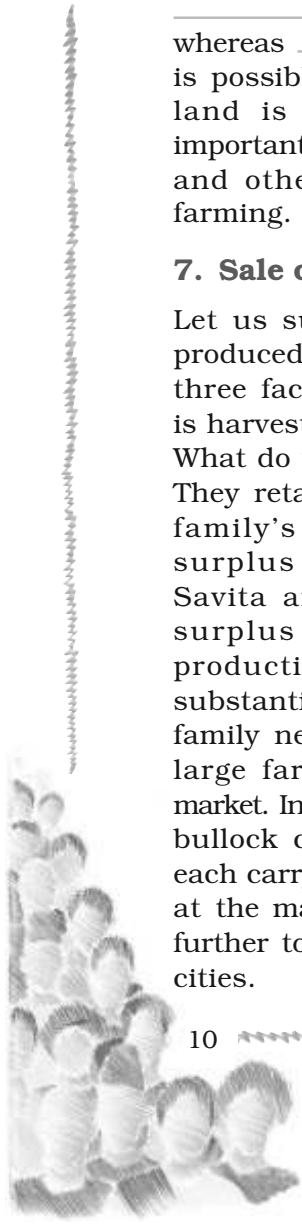 whereas
is possib
land is
important
and othe
farming.
7. Sale o
Let us su
produced
three fac
is harves
What do
They reta
family's
surplus
Savita a
surplus
producti
substanti
family ne
large far
market. In
bullock c
each carr
at the ma
further to
cities.
10